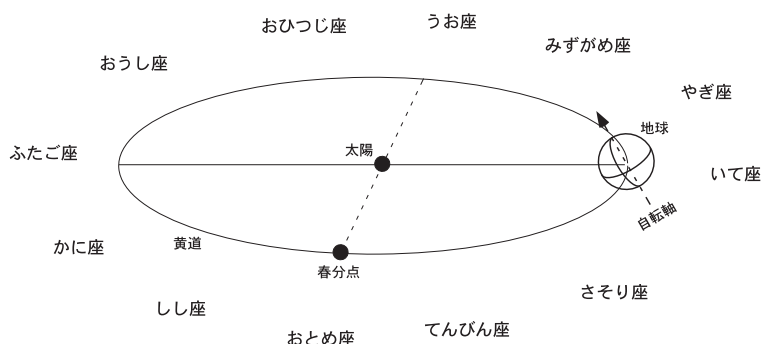 おひつじ座
うお座
みずがめ座
おうし座
やぎ座
地球
太陽
ふたご座
いて座
自転軸
かに座
黄道
春分点
さそり座
しし座
おとめ座
てんびん座